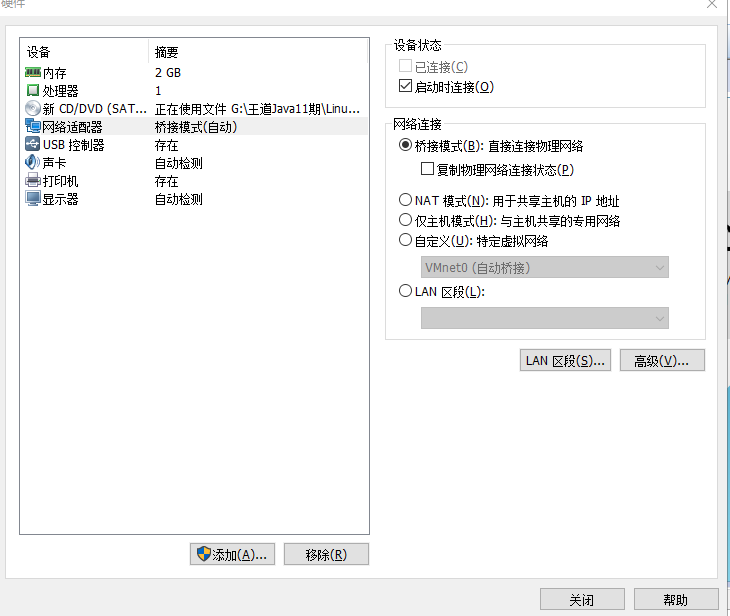 硬件
设备 摘要
内存 2 GB
处理器 1
新 CD/DVD (SAT... 正在使用文件 G:\王道Java11期\Linu...
网络适配器 桥接模式(自动)
USB 控制器 存在
声卡 自动检测
打印机 存在
显示器 自动检测
添加(A)... 移除(R)
设备状态
已连接(C)
启动时连接(O)
网络连接
桥接模式(B): 直接连接物理网络
复制物理网络连接状态(P)
NAT 模式(N): 用于共享主机的 IP 地址
仅主机模式(H): 与主机共享的专用网络
自定义(U): 特定虚拟网络
VMnet0 (自动桥接)
LAN 区段(L):
LAN 区段(S)... 高级(V)...
关闭 帮助